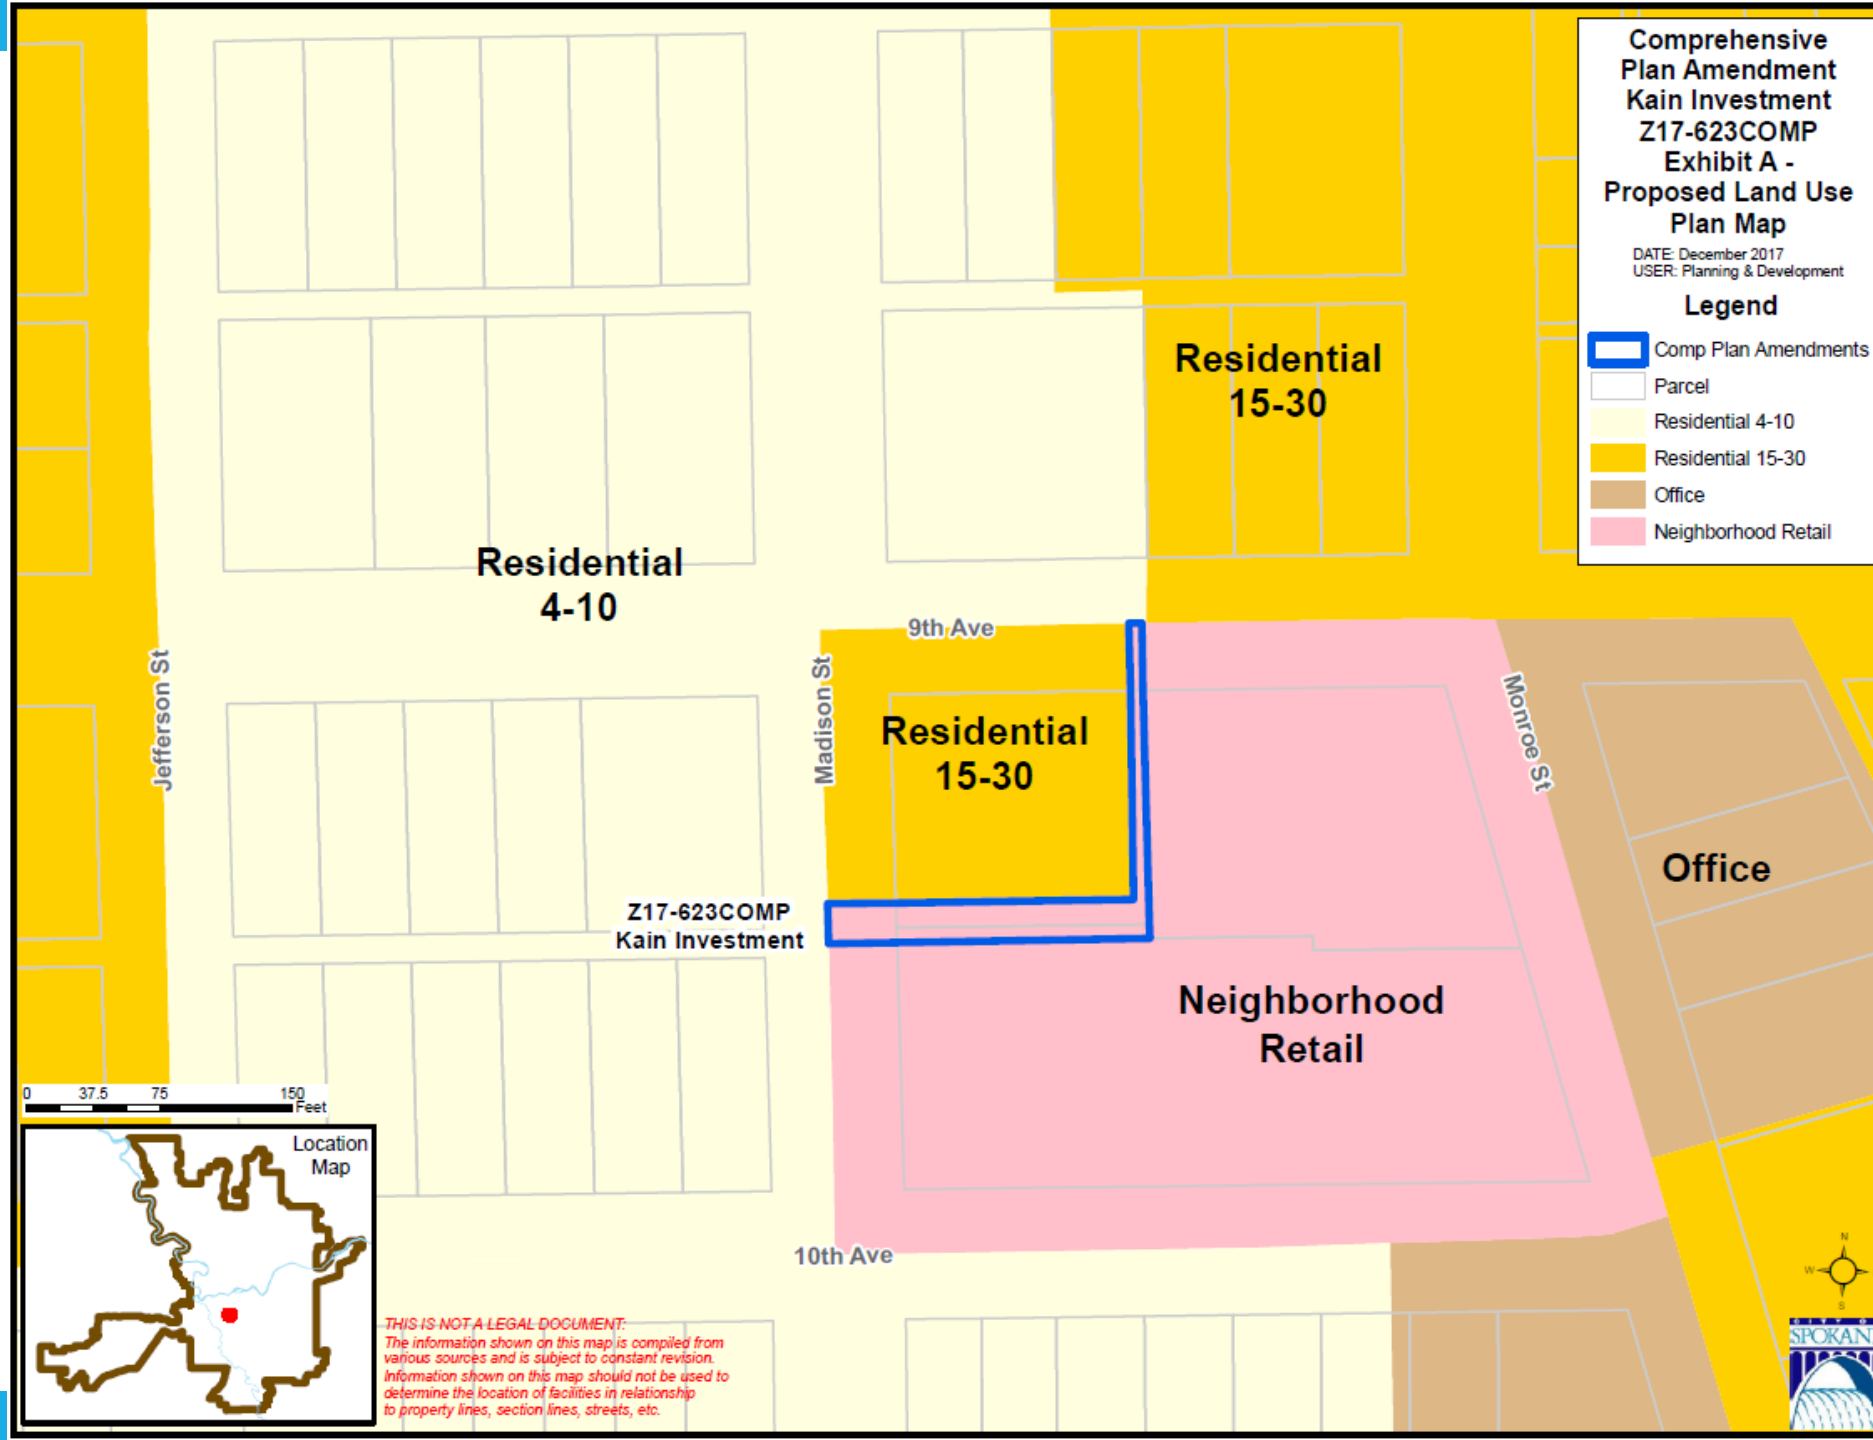 Comprehensive
Plan Amendment
Kain Investment
Z17-623COMP
Exhibit A -
Proposed Land Use
Plan Map
DATE: December 2017
USER: Planning & Development
Legend
Comp Plan Amendments
Parcel
Residential 4-10
Residential 15-30
Office
Neighborhood Retail
Residential
15-30
Residential
4-10
9th Ave
Jefferson St
Madison St
Monroe St
Residential
15-30
Office
Z17-623COMP
Kain Investment
Neighborhood
Retail
10th Ave
0 37.5 75 150
Feet
Location
Map
THIS IS NOT A LEGAL DOCUMENT:
The information shown on this map is compiled from
various sources and is subject to constant revision.
Information shown on this map should not be used to
determine the location of facilities in relationship
to property lines, section lines, streets, etc.
N
W
S
CITY O
SPOKAN